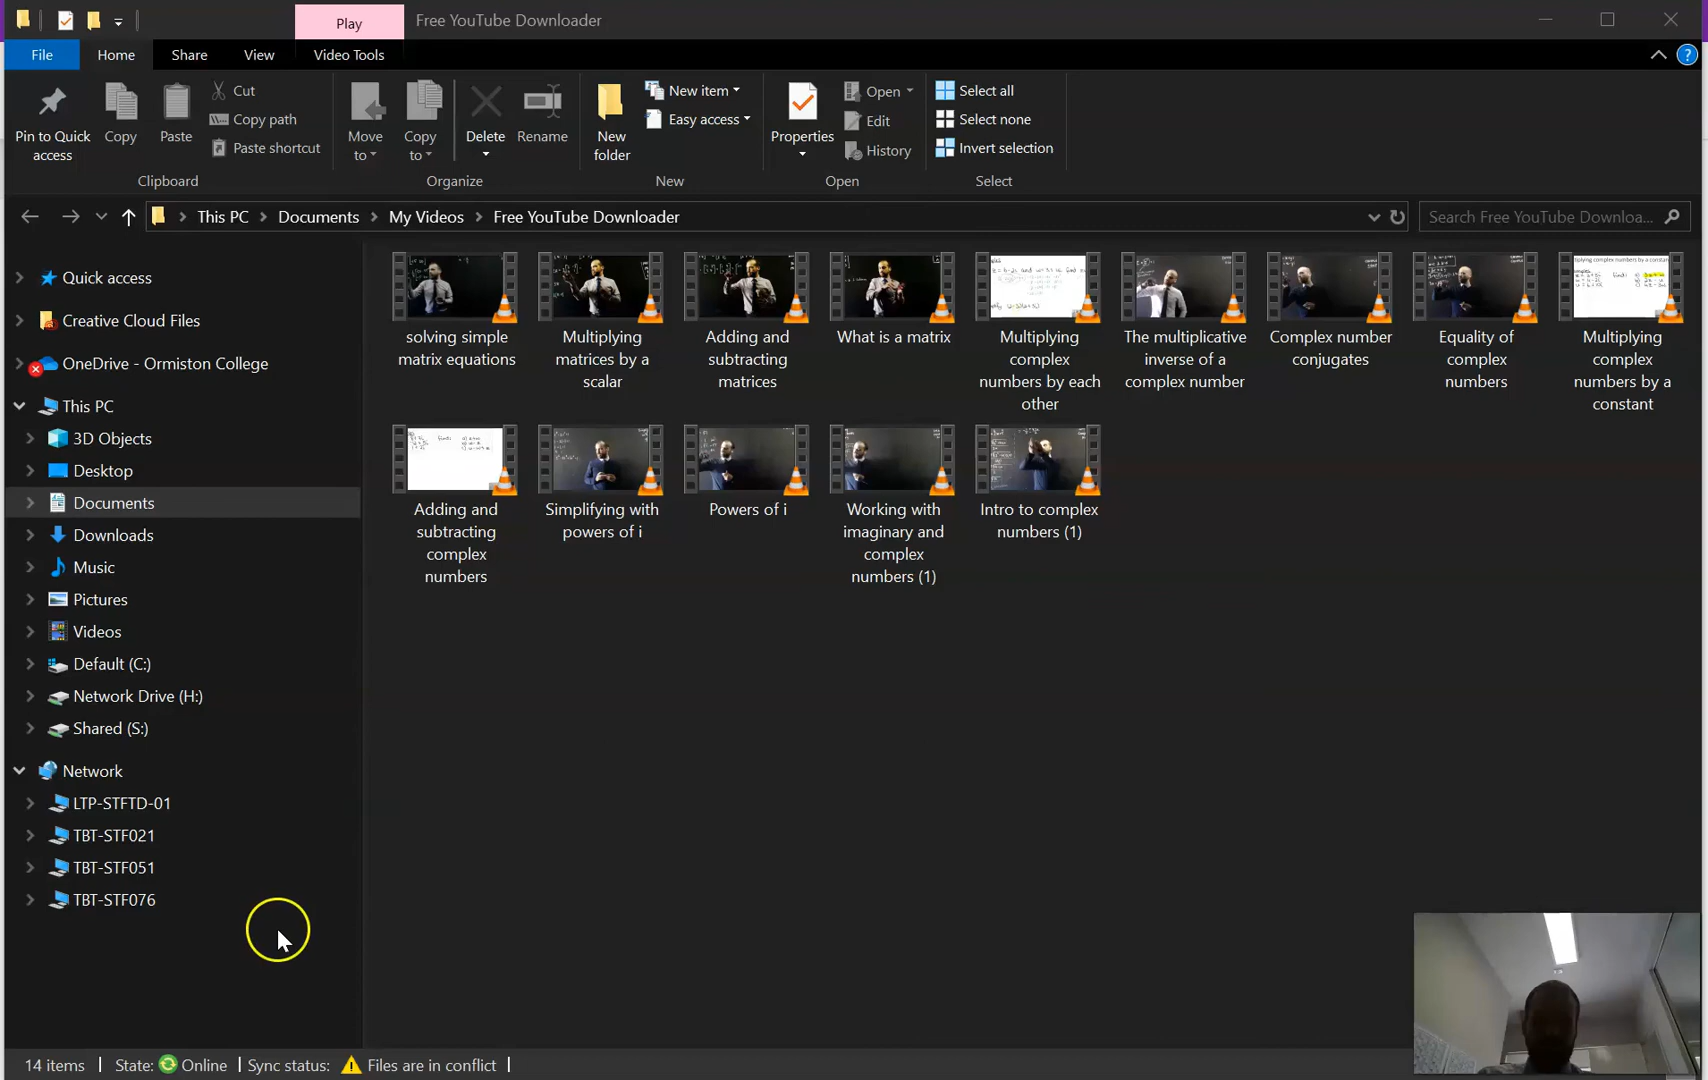 Play Free YouTube Downloader
File Home Share View Video Tools
Pin to Quick access
Copy
Paste
Cut
Copy path
Paste shortcut
Clipboard
Move to
Copy to
Delete
Rename
Organize
New folder
New item
Easy access
New
Properties
Open
Edit
History
Open
Select all
Select none
Invert selection
Select
This PC > Documents > My Videos > Free YouTube Downloader
Search Free YouTube Downloa...
Quick access
Creative Cloud Files
OneDrive - Ormiston College
This PC
3D Objects
Desktop
Documents
Downloads
Music
Pictures
Videos
Default (C:)
Network Drive (H:)
Shared (S:)
Network
LTP-STFTD-01
TBT-STF021
TBT-STF051
TBT-STF076
solving simple
matrix equations
Multiplying
matrices by a
scalar
Adding and
subtracting
matrices
What is a matrix
Multiplying
complex
numbers by each
other
The multiplicative
inverse of a
complex number
Complex number
conjugates
Equality of
complex
numbers
Multiplying
complex
numbers by a
constant
Adding and
subtracting
complex
numbers
Simplifying with
powers of i
Powers of i
Working with
imaginary and
complex
numbers (1)
Intro to complex
numbers (1)
14 items State: Online Sync status: Files are in conflict